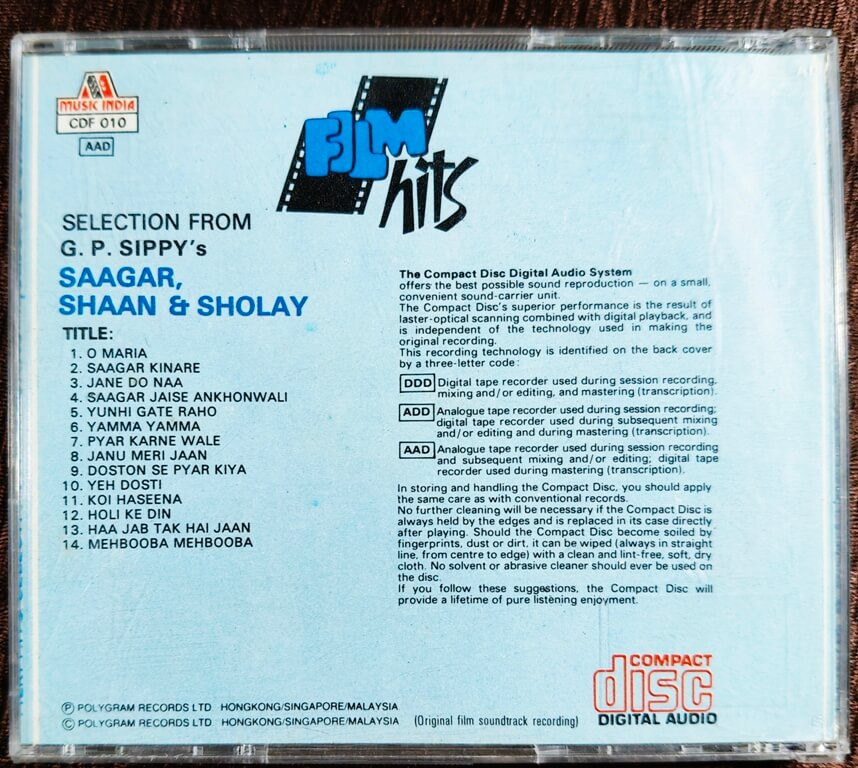 MUSIC INDIA
CDF 010
AAD
FILM
hits
SELECTION FROM
G. P. SIPPY's
SAAGAR,
SHAAN & SHOLAY
TITLE:
1. O MARIA
2. SAAGAR KINARE
3. JANE DO NAA
4. SAAGAR JAISE ANKHONWALI
5. YUNHI GATE RAHO
6. YAMMA YAMMA
7. PYAR KARNE WALE
8. JANU MERI JAAN
9. DOSTON SE PYAR KIYA
10. YEH DOSTI
11. KOI HASEENA
12. HOLI KE DIN
13. HAA JAB TAK HAI JAAN
14. MEHBOOBA MEHBOOBA
The Compact Disc Digital Audio System
offers the best possible sound reproduction — on a small,
convenient sound-carrier unit.
The Compact Disc's superior performance is the result of
laster-optical scanning combined with digital playback, and
is independent of the technology used in making the
original recording.
This recording technology is identified on the back cover
by a three-letter code:
DDD Digital tape recorder used during session recording,
mixing and/or editing, and mastering (transcription).
ADD Analogue tape recorder used during session recording;
digital tape recorder used during subsequent mixing
and/or editing and during mastering (transcription).
AAD Analogue tape recorder used during session recording
and subsequent mixing and/or editing; digital tape
recorder used during mastering (transcription).
In storing and handling the Compact Disc, you should apply
the same care as with conventional records.
No further cleaning will be necessary if the Compact Disc is
always held by the edges and is replaced in its case directly
after playing. Should the Compact Disc become soiled by
fingerprints, dust or dirt, it can be wiped (always in straight
line, from centre to edge) with a clean and lint-free, soft, dry
cloth. No solvent or abrasive cleaner should ever be used on
the disc.
If you follow these suggestions, the Compact Disc will
provide a lifetime of pure listening enjoyment.
Ⓟ POLYGRAM RECORDS LTD HONGKONG/SINGAPORE/MALAYSIA
© POLYGRAM RECORDS LTD HONGKONG/SINGAPORE/MALAYSIA (Original film soundtrack recording)
COMPACT
disc
DIGITAL AUDIO